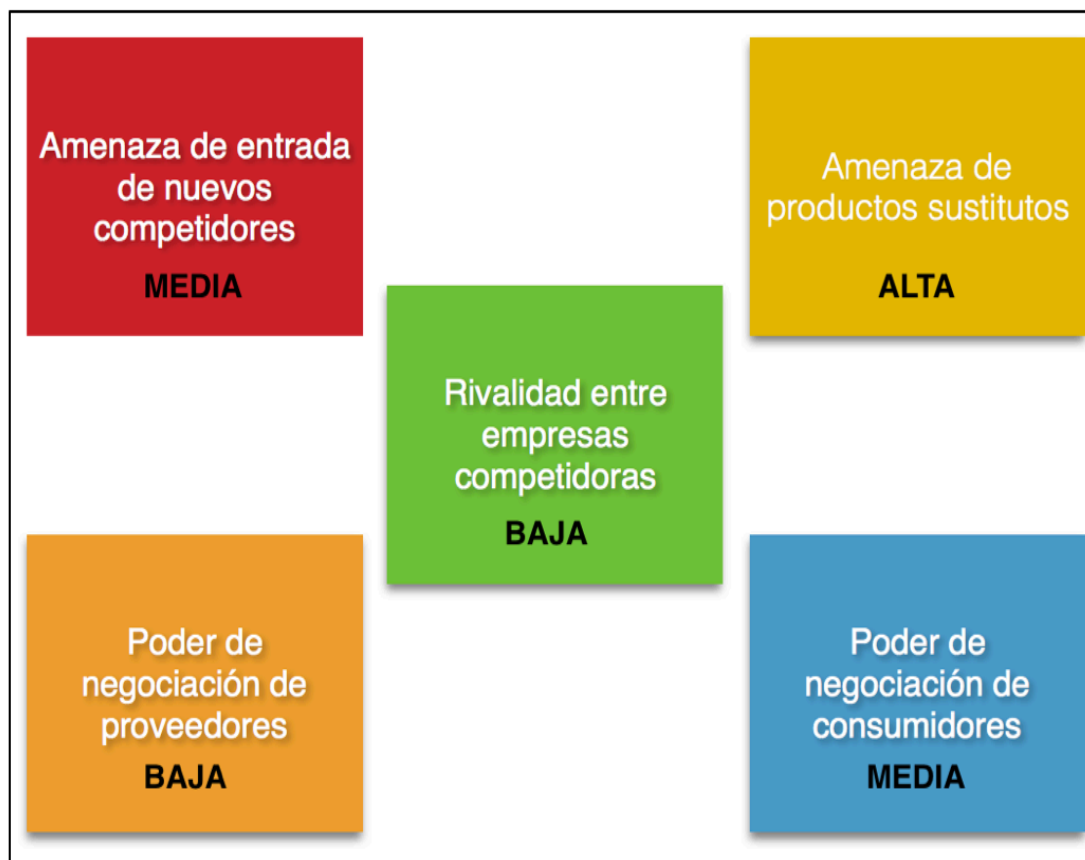 Amenaza de entrada
de nuevos
competidores
MEDIA
Amenaza de
productos sustitutos
ALTA
Rivalidad entre
empresas
competidoras
BAJA
Poder de
negociación de
proveedores
BAJA
Poder de
negociación de
consumidores
MEDIA